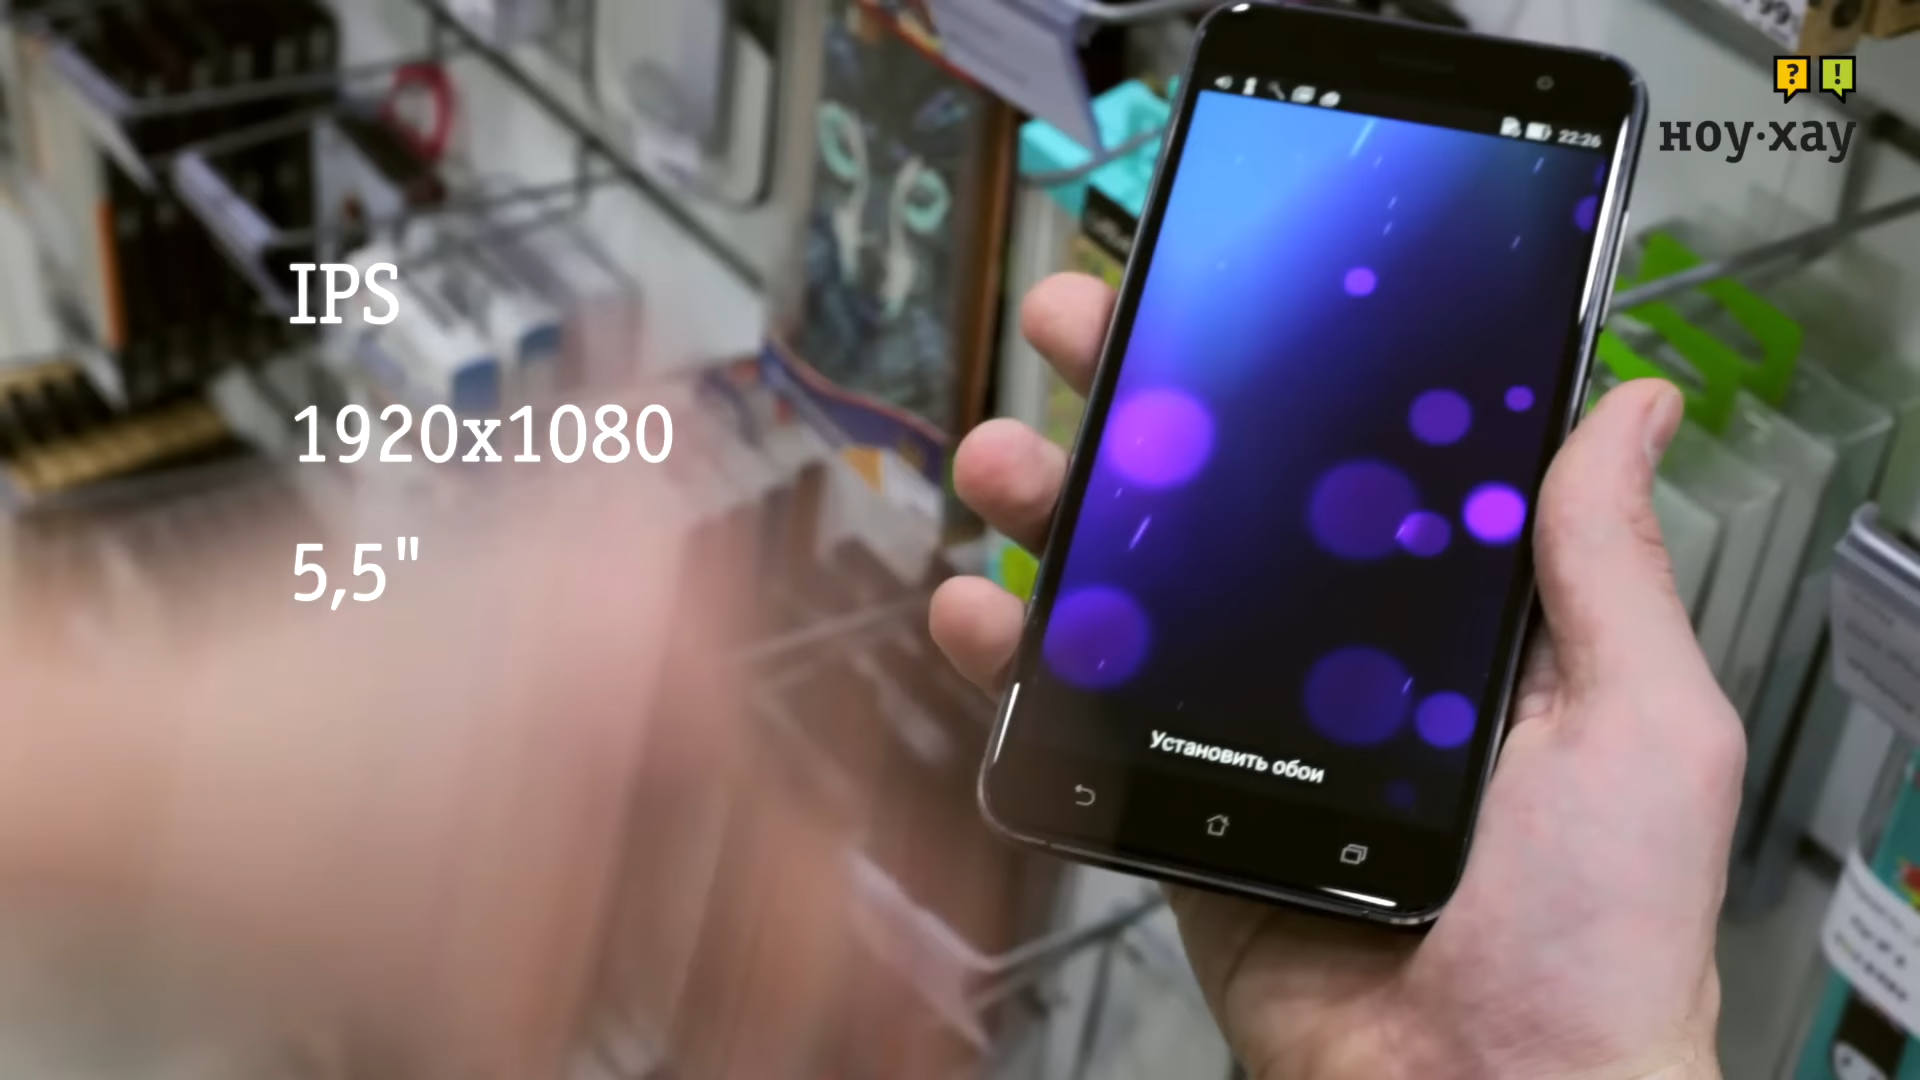 ? !
ноу·хау
22:26
IPS
1920x1080
5,5"
Установить обои